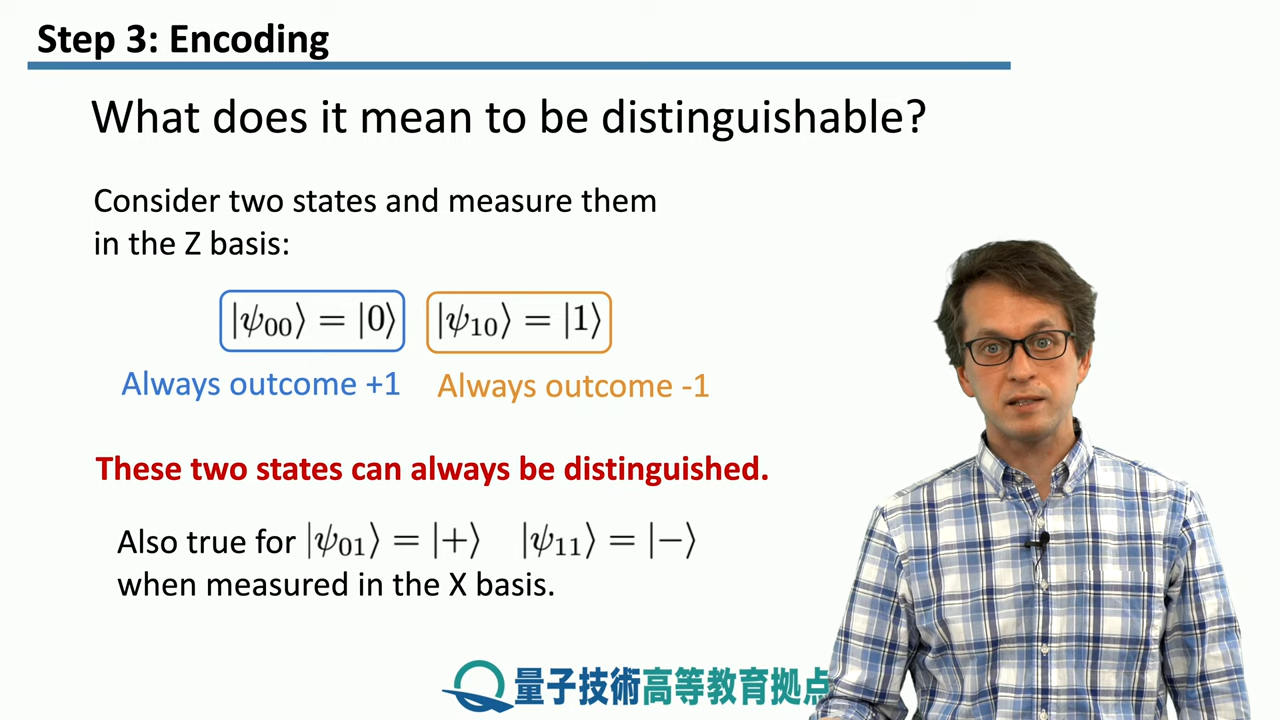 Step 3: Encoding
What does it mean to be distinguishable?
Consider two states and measure them
in the Z basis:
|ψ₀₀⟩ = |0⟩ |ψ₁₀⟩ = |1⟩
Always outcome +1 Always outcome -1
These two states can always be distinguished.
Also true for |ψ₀₁⟩ = |+⟩ |ψ₁₁⟩ = |−⟩
when measured in the X basis.
量子技術高等教育拠点